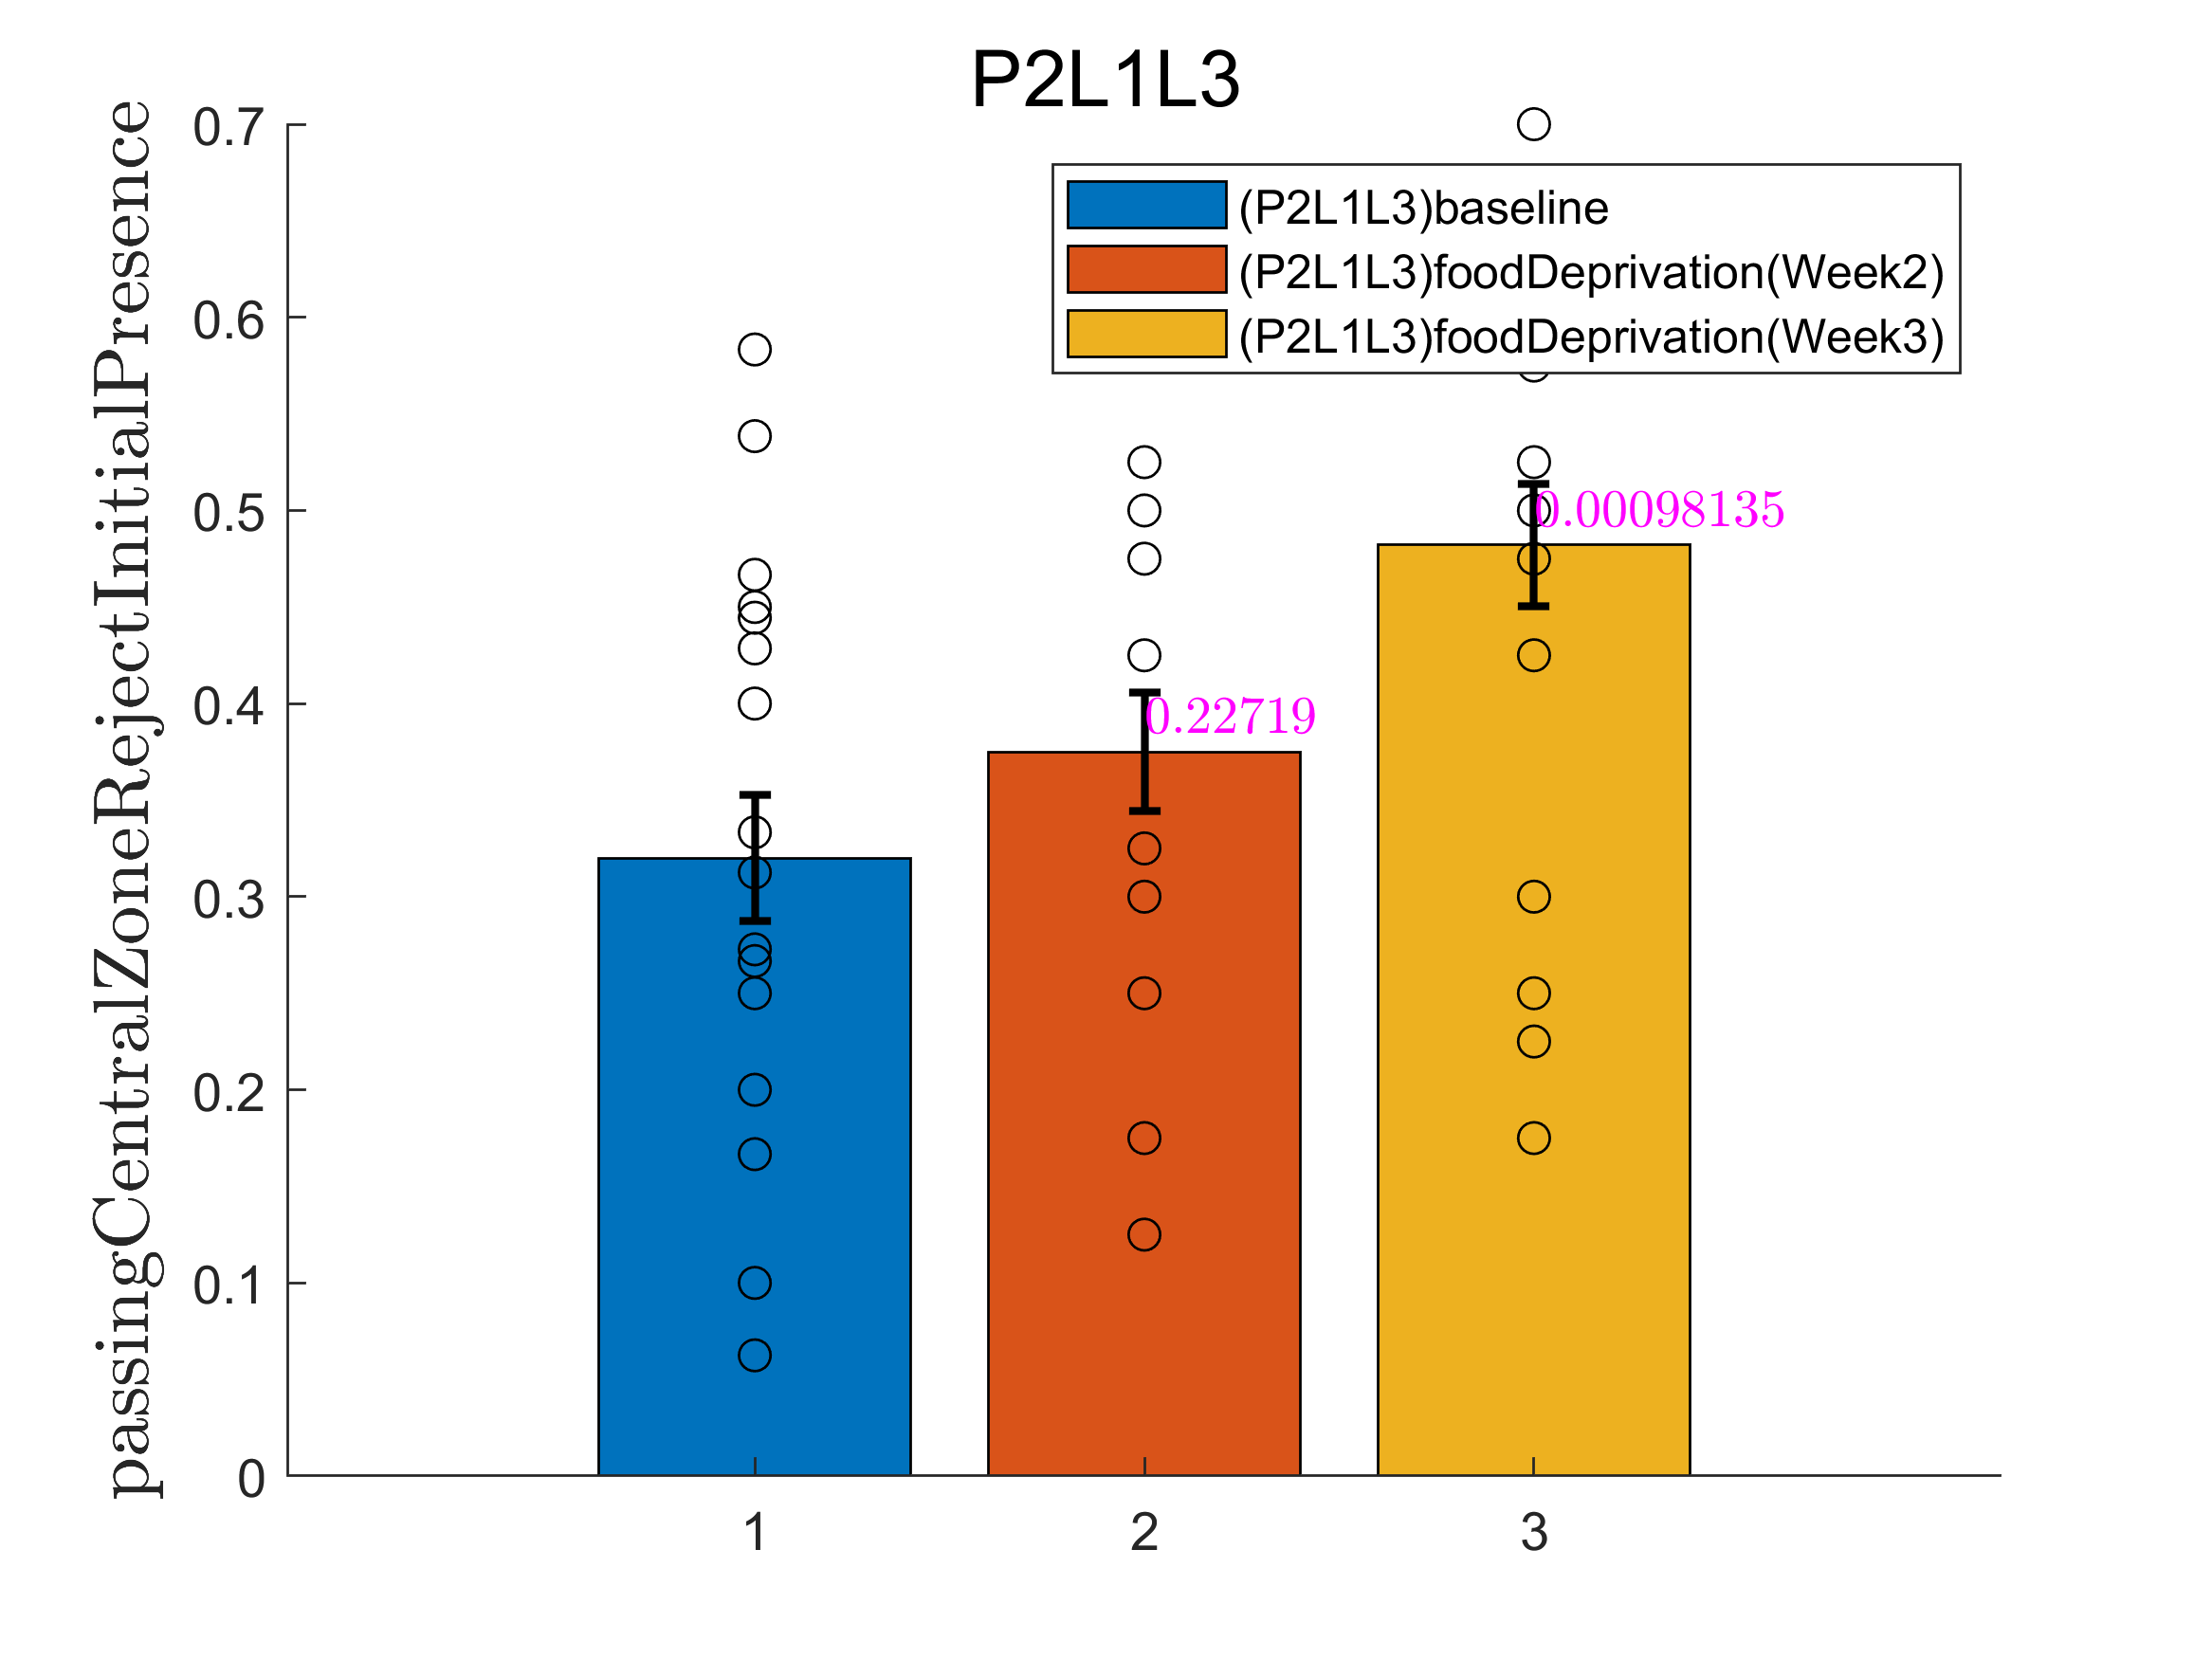 P2L1L3
passingCentralZoneRejectInitialPresence
0.7
0.6
0.5
0.4
0.3
0.2
0.1
0
(P2L1L3)baseline
(P2L1L3)foodDeprivation(Week2)
(P2L1L3)foodDeprivation(Week3)
0.00098135
0.22719
1
2
3